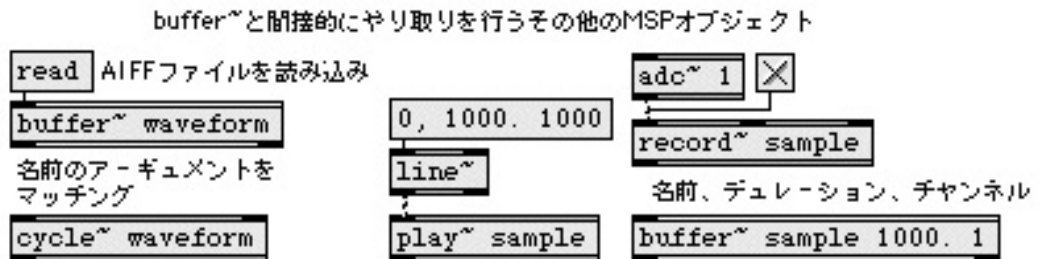 buffer~と間接的にやり取りを行うその他のMSPオブジェクト
read AIFFファイルを読み込み
buffer~ waveform
名前のアーギュメントを
マッチング
cycle~ waveform
0, 1000. 1000
line~
play~ sample
adc~ 1
record~ sample
名前、デュレーション、チャンネル
buffer~ sample 1000. 1